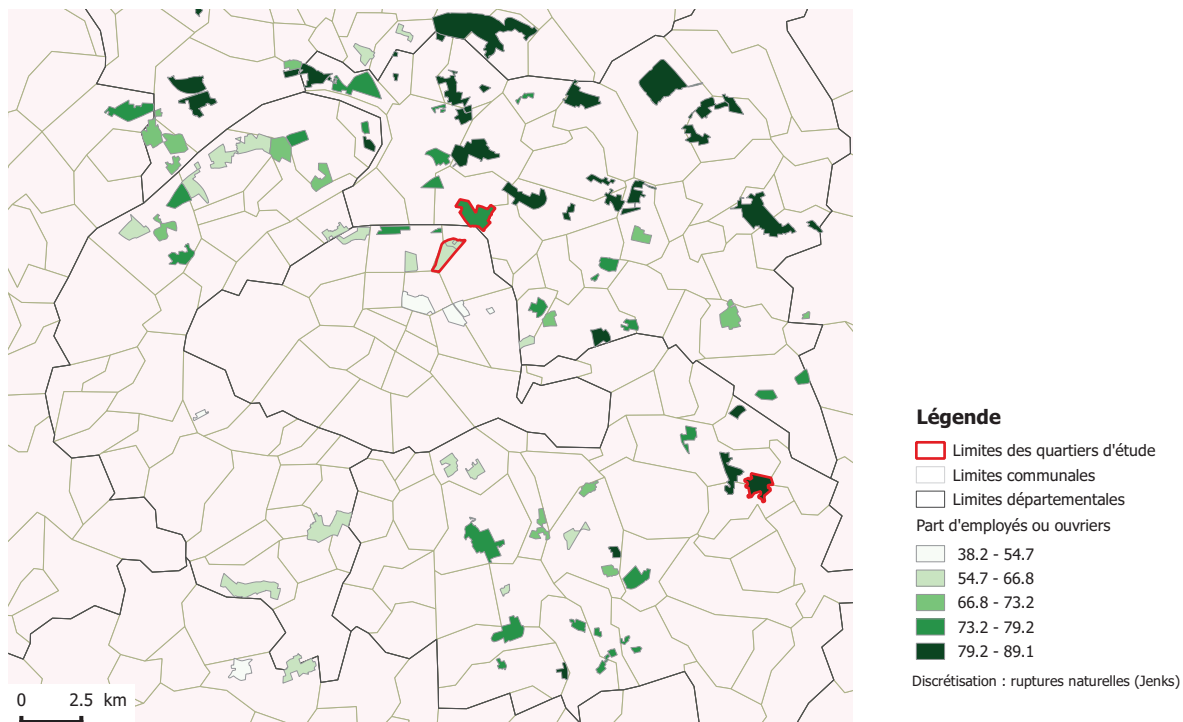 0 2.5 km
Légende
Limites des quartiers d'étude
Limites communales
Limites départementales
Part d'employés ou ouvriers
38.2 - 54.7
54.7 - 66.8
66.8 - 73.2
73.2 - 79.2
79.2 - 89.1
Discrétisation : ruptures naturelles (Jenks)